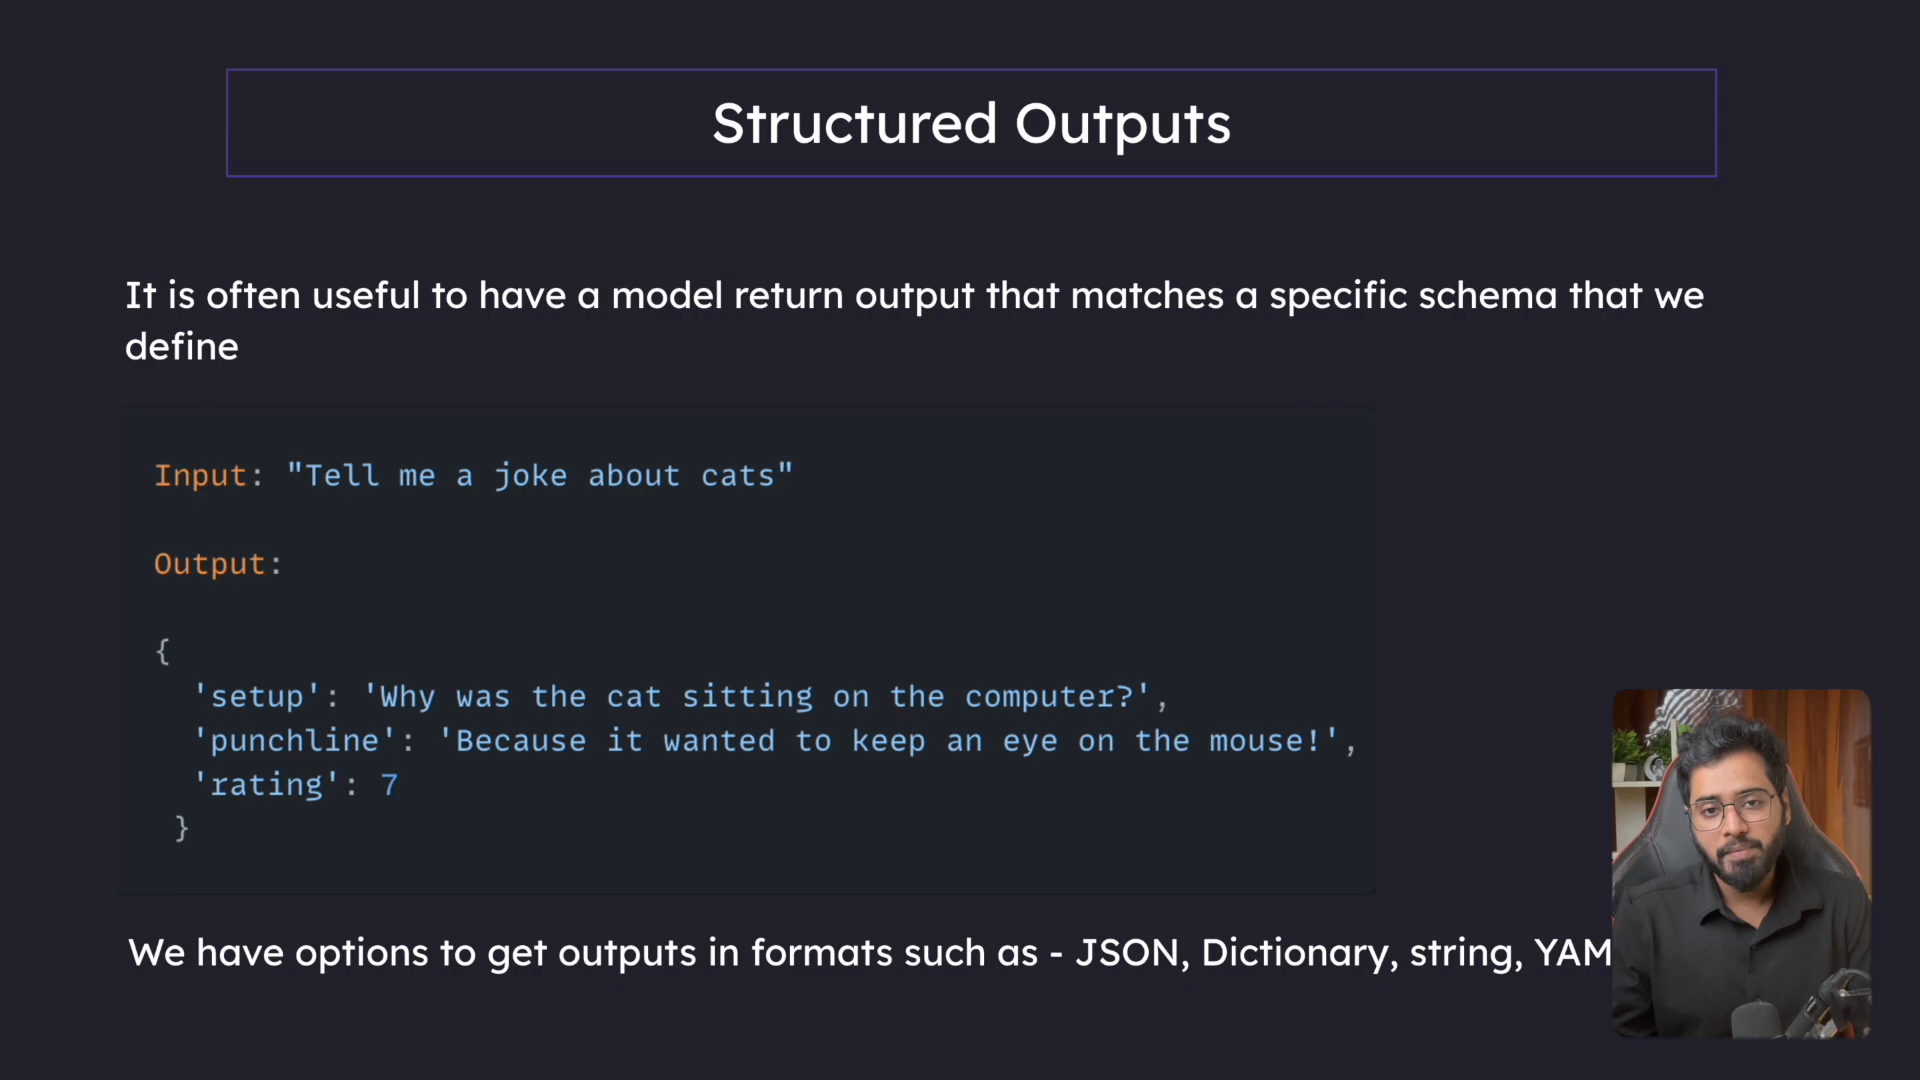 Structured Outputs
It is often useful to have a model return output that matches a specific schema that we
define
Input: "Tell me a joke about cats"
Output:
{
'setup': 'Why was the cat sitting on the computer?',
'punchline': 'Because it wanted to keep an eye on the mouse!',
'rating': 7
}
We have options to get outputs in formats such as - JSON, Dictionary, string,